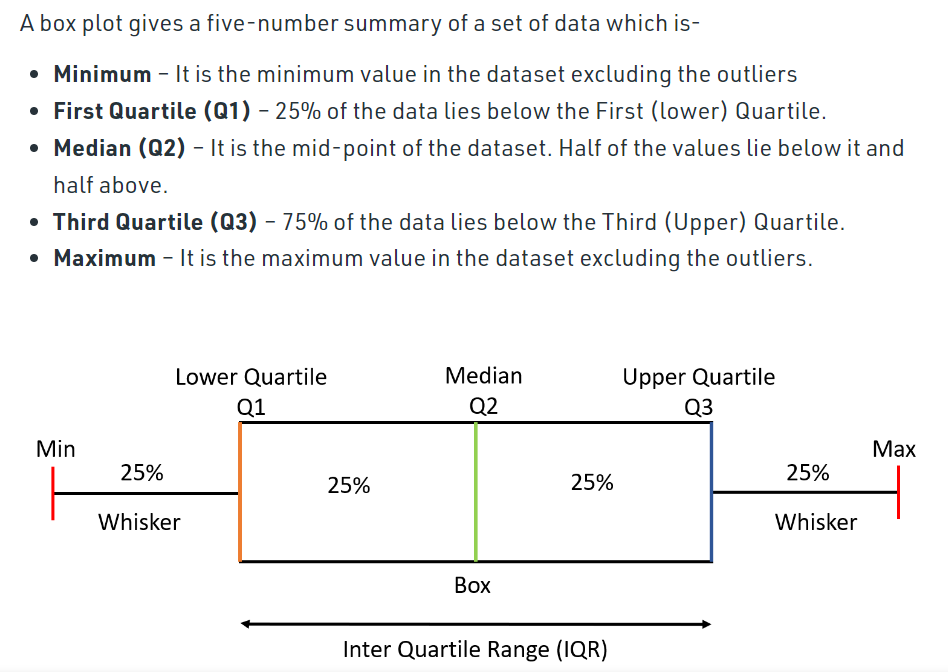 A box plot gives a five-number summary of a set of data which is-
• Minimum – It is the minimum value in the dataset excluding the outliers
• First Quartile (Q1) – 25% of the data lies below the First (lower) Quartile.
• Median (Q2) – It is the mid-point of the dataset. Half of the values lie below it and
half above.
• Third Quartile (Q3) – 75% of the data lies below the Third (Upper) Quartile.
• Maximum – It is the maximum value in the dataset excluding the outliers.
Lower Quartile
Q1
Median
Q2
Upper Quartile
Q3
Min
25%
Whisker
25%
25%
Max
25%
Whisker
Box
Inter Quartile Range (IQR)